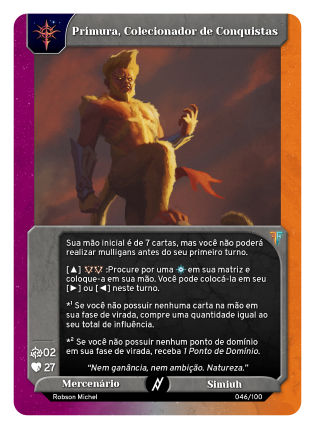 Primura, Colecionador de Conquistas
Sua mão inicial é de 7 cartas, mas você não poderá
realizar mulligans antes do seu primeiro turno.
[▲] :Procure por uma em sua matriz e
coloque-a em sua mão. Você pode colocá-la em seu
[▶] ou [◀] neste turno.
*¹ Se você não possuir nenhuma carta na mão em
sua fase de virada, compre uma quantidade igual ao
seu total de influência.
*² Se você não possuir nenhum ponto de domínio
em sua fase de virada, receba 1 Ponto de Domínio.
"Nem ganância, nem ambição. Natureza."
02
27
Mercenário
Simiuh
Robson Michel
046/100